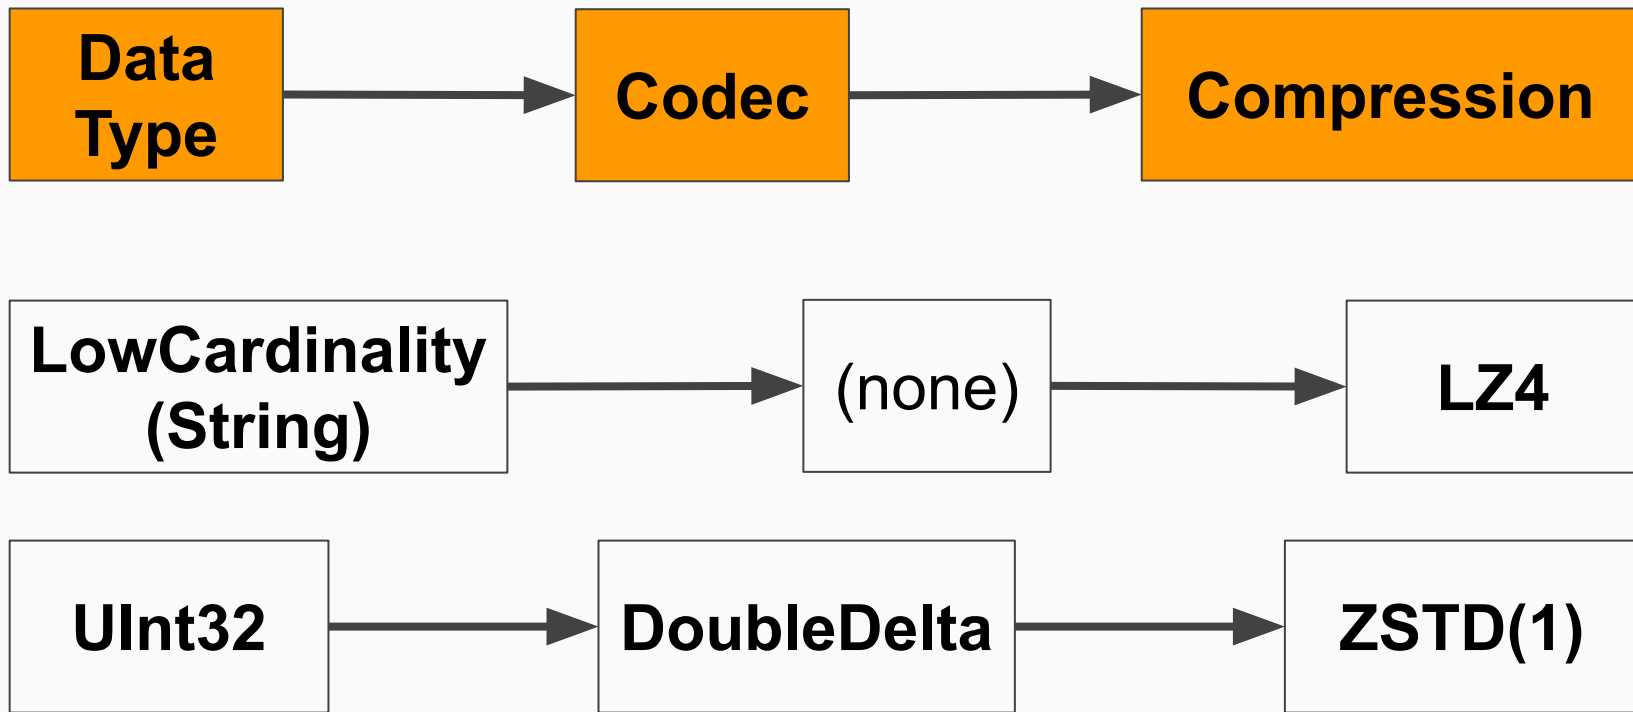 Data
Type
Codec
Compression
LowCardinality
(String)
(none)
LZ4
UInt32
DoubleDelta
ZSTD(1)